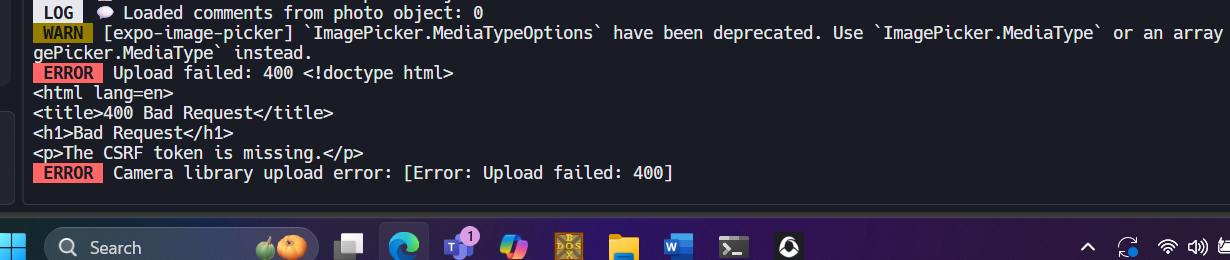 LOG 💬 Loaded comments from photo object: 0
WARN [expo-image-picker] `ImagePicker.MediaTypeOptions` have been deprecated. Use `ImagePicker.MediaType` or an array
gePicker.MediaType` instead.
ERROR Upload failed: 400 <!doctype html>
<html lang=en>
<title>400 Bad Request</title>
<h1>Bad Request</h1>
<p>The CSRF token is missing.</p>
ERROR Camera library upload error: [Error: Upload failed: 400]
Search
1
DOS
BOX
W